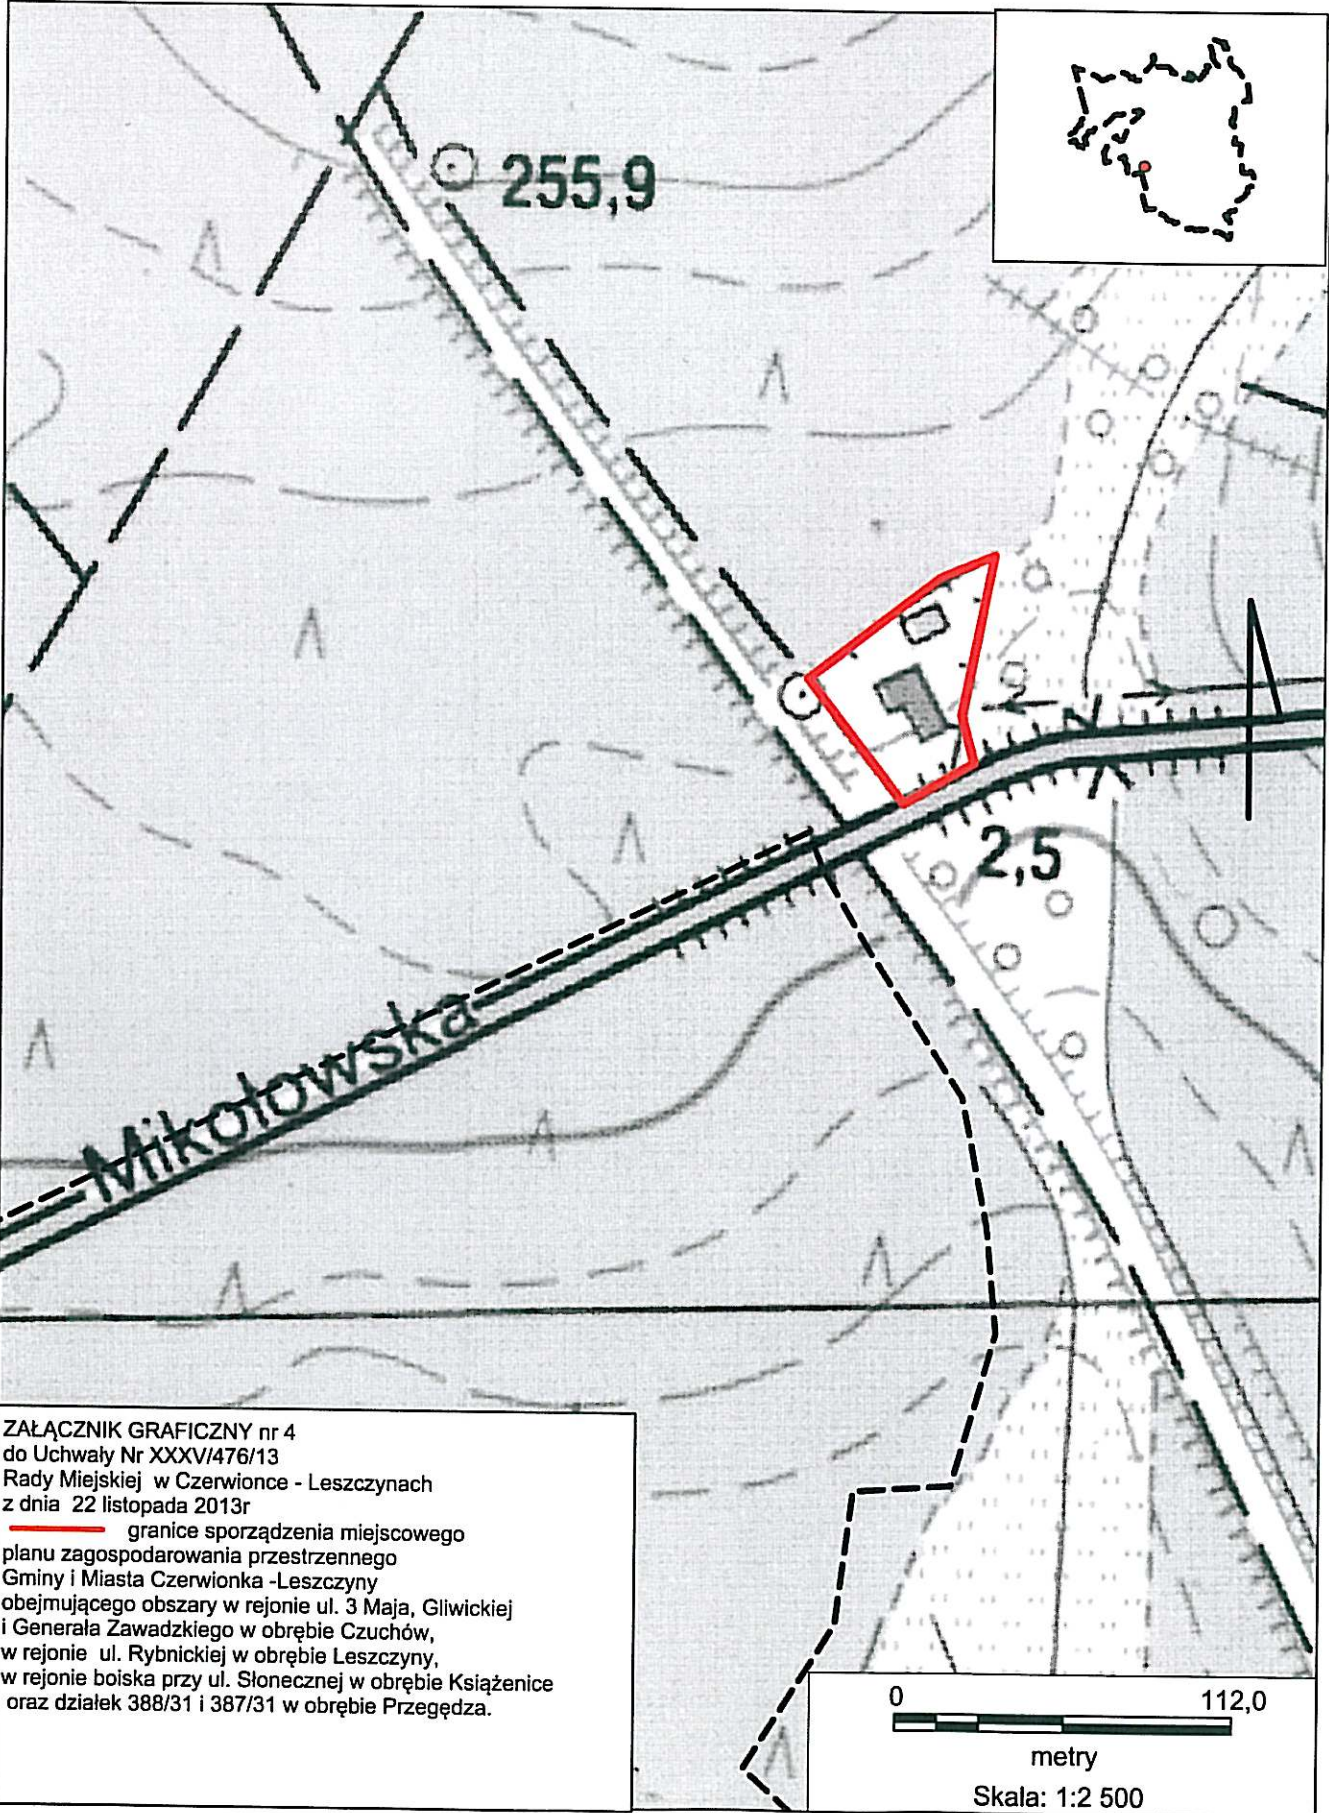 255,9
2,5
Mikołowska
ZAŁĄCZNIK GRAFICZNY nr 4
do Uchwały Nr XXXV/476/13
Rady Miejskiej w Czerwionce - Leszczynach
z dnia 22 listopada 2013r
granice sporządzenia miejscowego
planu zagospodarowania przestrzennego
Gminy i Miasta Czerwionka -Leszczyny
obejmującego obszary w rejonie ul. 3 Maja, Gliwickiej
i Generała Zawadzkiego w obrębie Czuchów,
w rejonie ul. Rybnickiej w obrębie Leszczyny,
w rejonie boiska przy ul. Słonecznej w obrębie Książenice
oraz działek 388/31 i 387/31 w obrębie Przegędza.
0 112,0
metry
Skala: 1:2 500